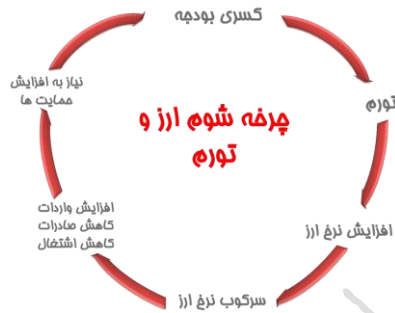 چرخه شوم ارز و
تورم
کسری بودجه
تورم
افزایش نرخ ارز
سرکوب نرخ ارز
افزایش واردات
کاهش صادرات
کاهش اشتغال
نیاز به افزایش
حمایت ها